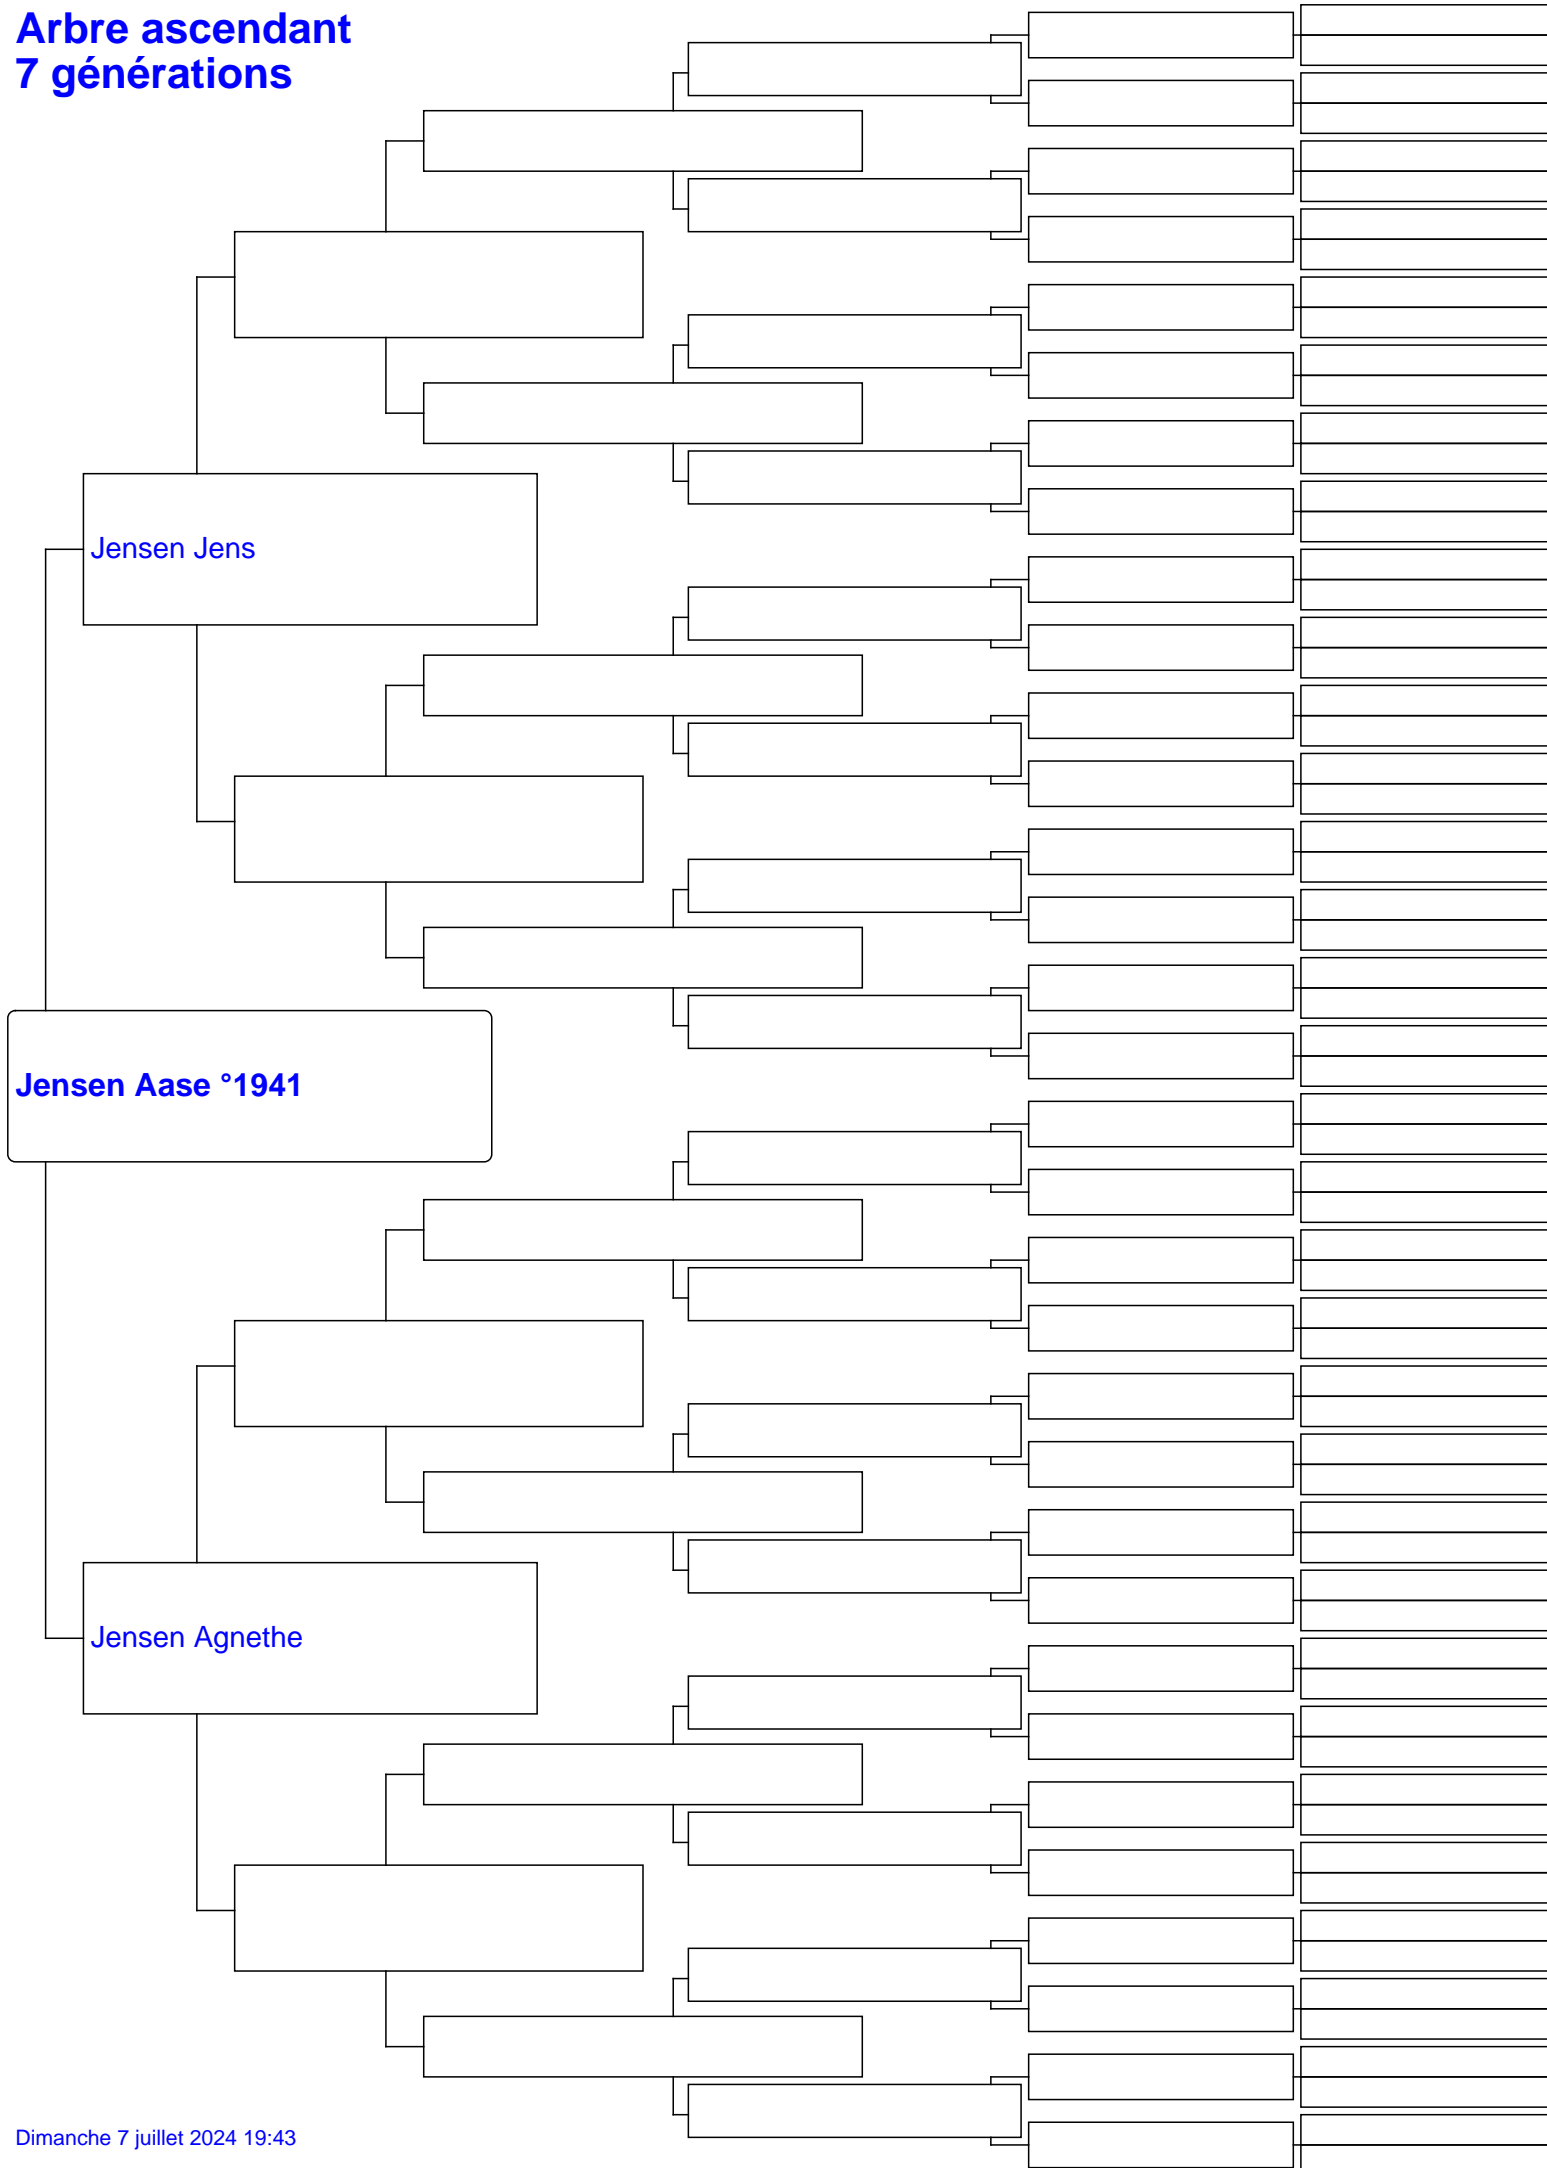 Arbre ascendant
7 générations
Jensen Jens
Jensen Aase °1941
Jensen Agnethe
Dimanche 7 juillet 2024 19:43